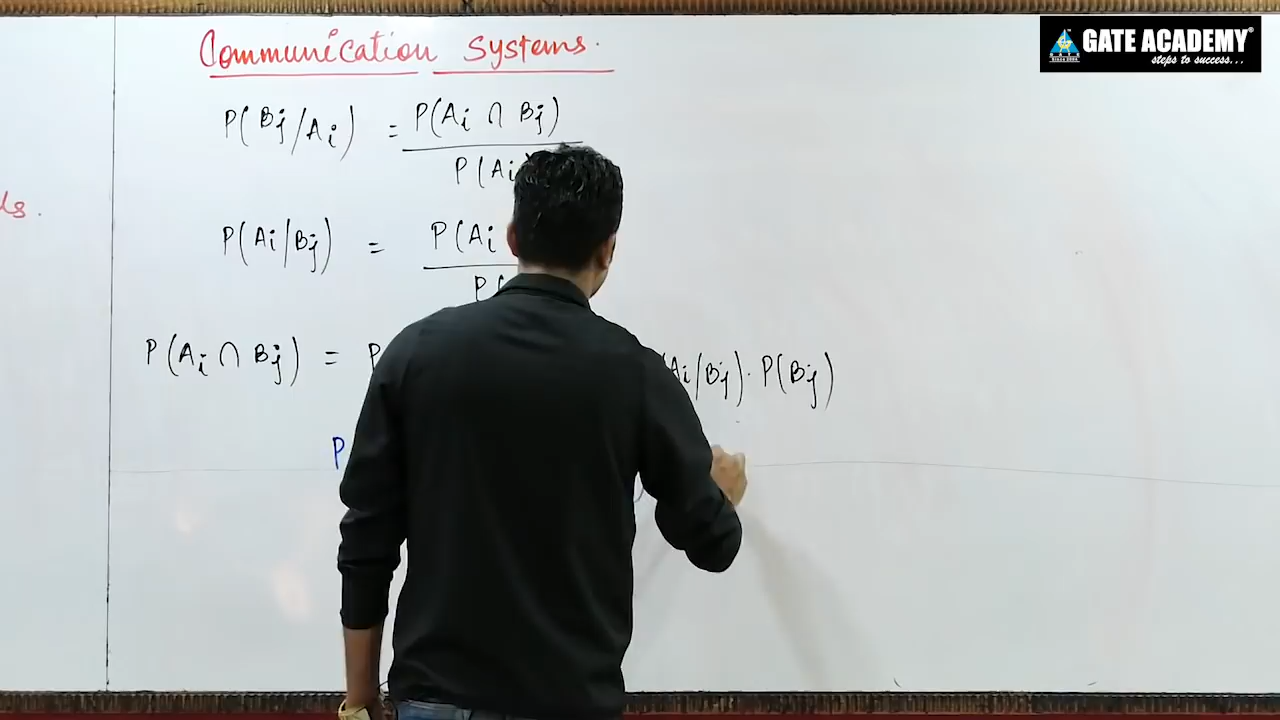 Communication Systems.
GATE ACADEMY®
steps to success...
P(Bj/Ai) = P(Ai ∩ Bj)
P(Ai
ds.
P(Ai/Bj) = P(Ai
P(
P(Ai ∩ Bj) = P Ai/Bj) . P(Bj)
P